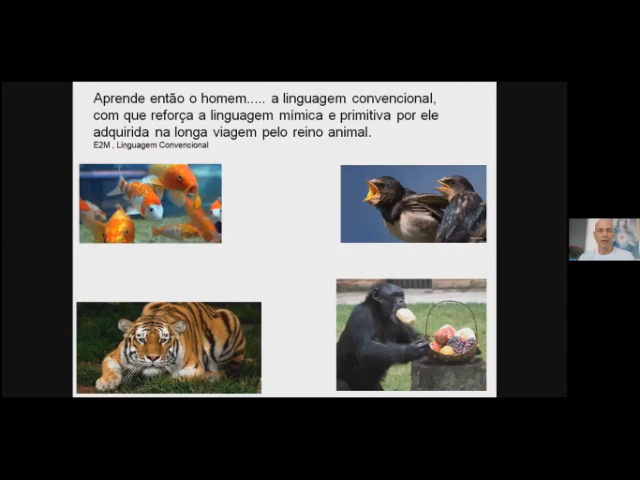 Aprende então o homem..... a linguagem convencional,
com que reforça a linguagem mímica e primitiva por ele
adquirida na longa viagem pelo reino animal.
E2M , Linguagem Convencional